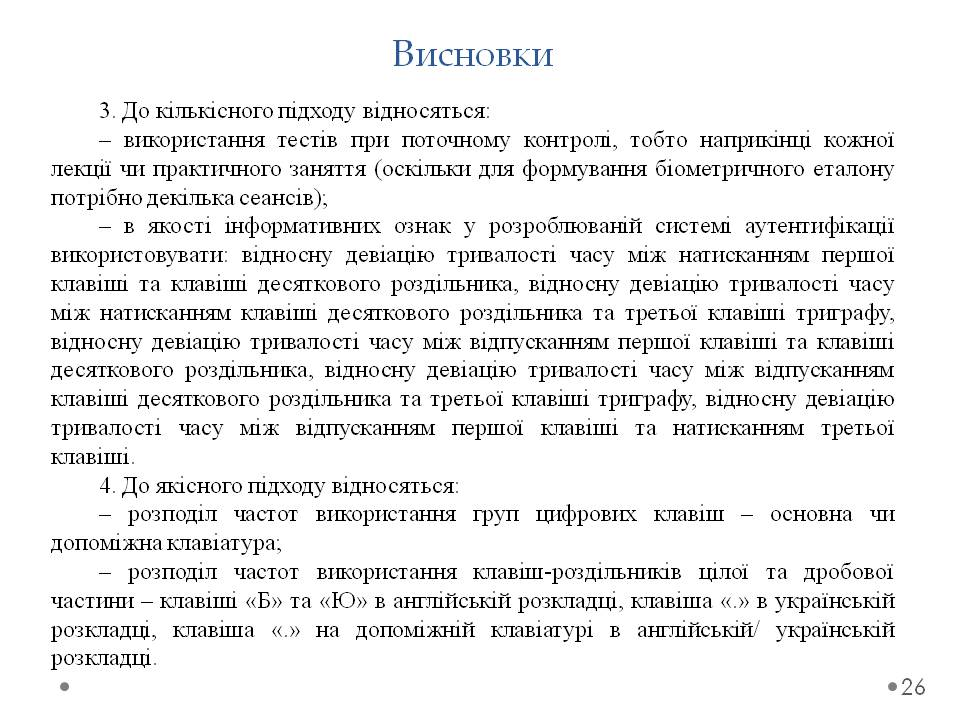 Висновки
3. До кількісного підходу відносяться:
– використання тестів при поточному контролі, тобто наприкінці кожної
лекції чи практичного заняття (оскільки для формування біометричного еталону
потрібно декілька сеансів);
– в якості інформативних ознак у розроблюваній системі аутентифікації
використовувати: відносну девіацію тривалості часу між натисканням першої
клавіші та клавіші десяткового роздільника, відносну девіацію тривалості часу
між натисканням клавіші десяткового роздільника та третьої клавіші триграфу,
відносну девіацію тривалості часу між відпусканням першої клавіші та клавіші
десяткового роздільника, відносну девіацію тривалості часу між відпусканням
клавіші десяткового роздільника та третьої клавіші триграфу, відносну девіацію
тривалості часу між відпусканням першої клавіші та натисканням третьої
клавіші.
4. До якісного підходу відносяться:
– розподіл частот використання груп цифрових клавіш – основна чи
допоміжна клавіатура;
– розподіл частот використання клавіш-роздільників цілої та дробової
частини – клавіші «Б» та «Ю» в англійській розкладці, клавіша «.» в українській
розкладці, клавіша «.» на допоміжній клавіатурі в англійській/ українській
розкладці.
26